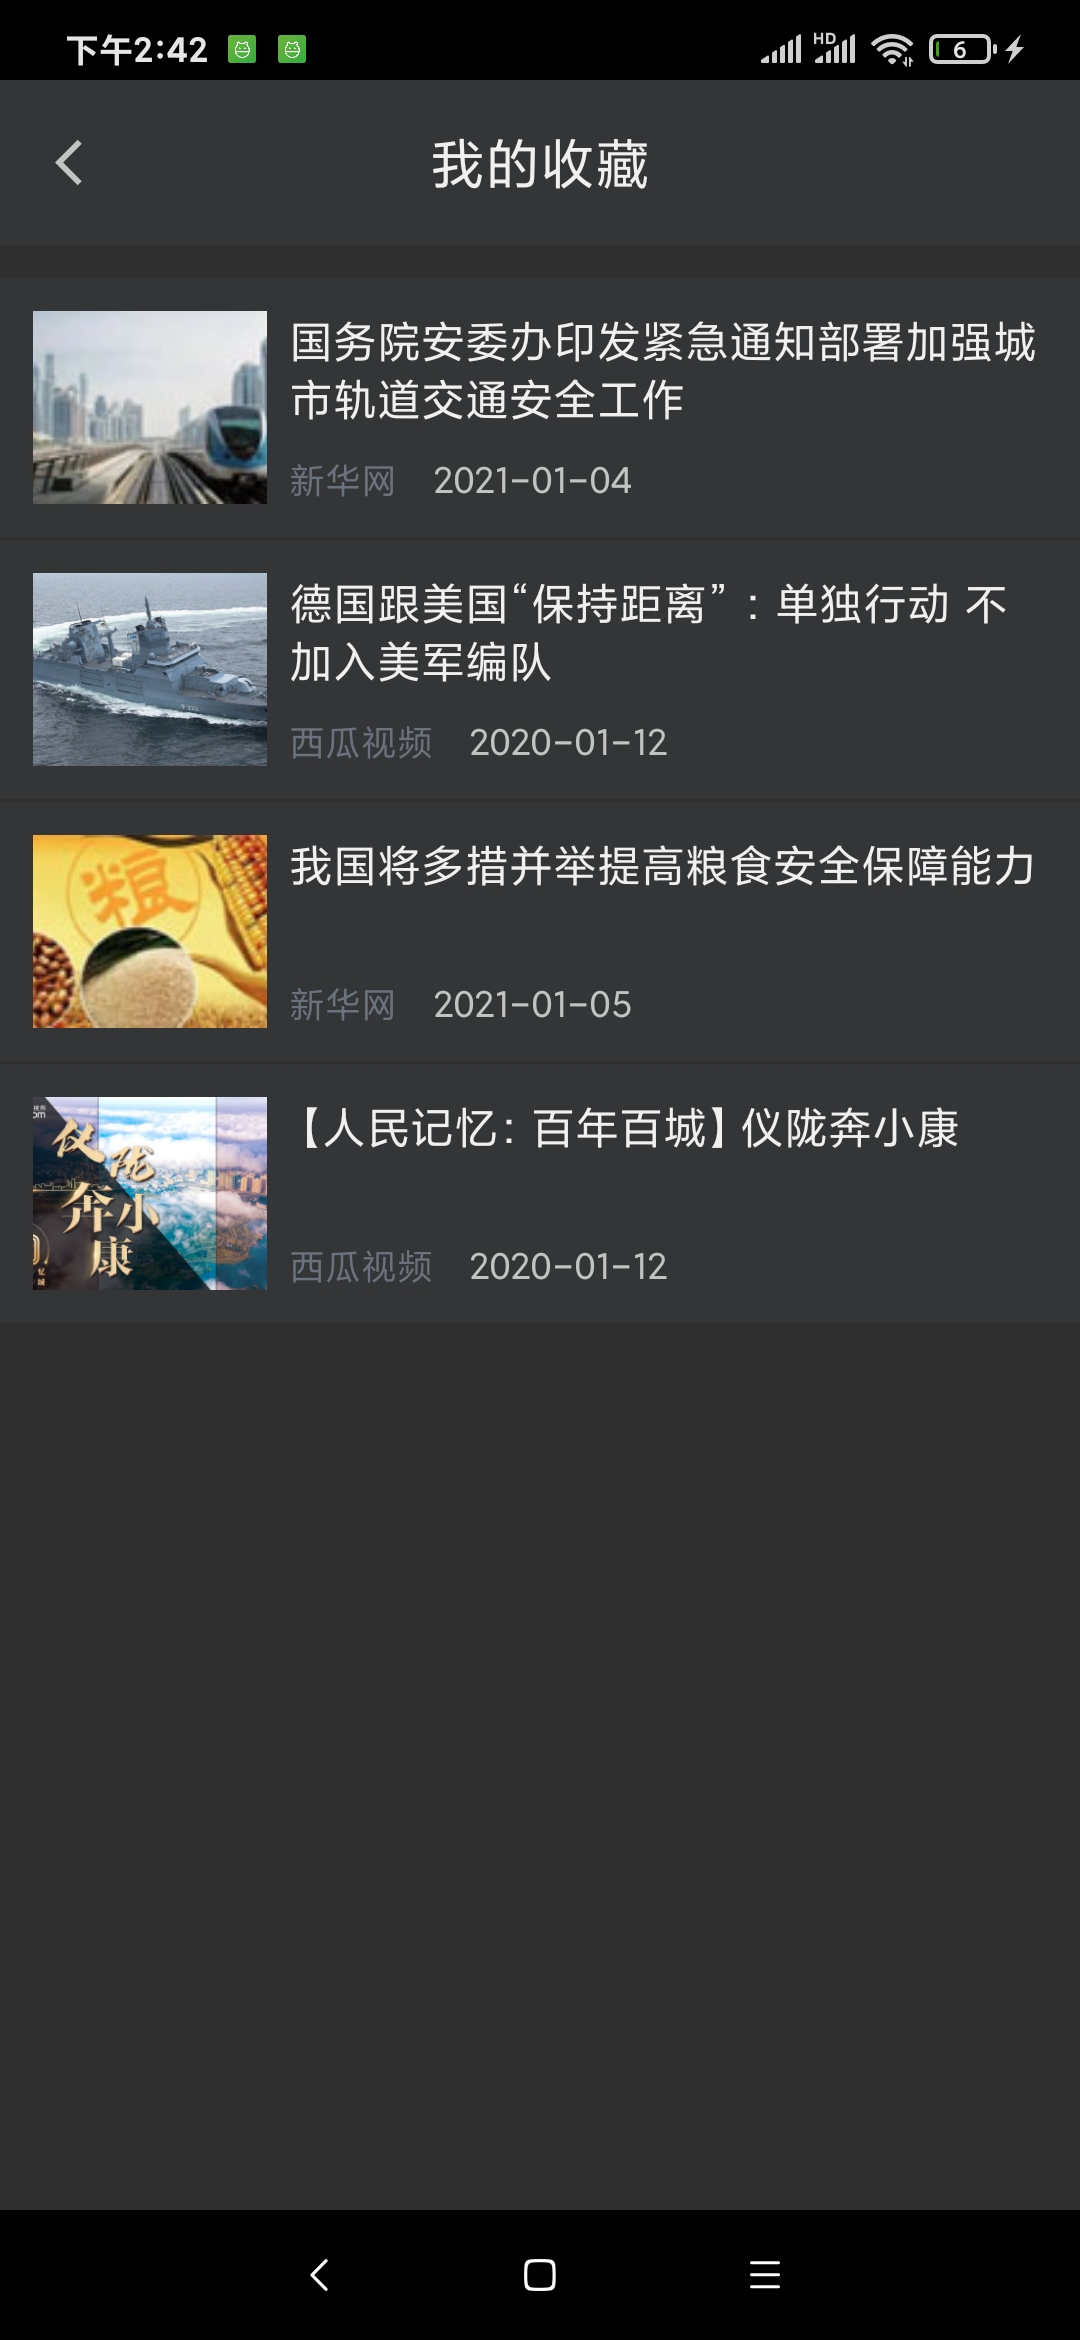 下午2:42
HD
6
我的收藏
国务院安委办印发紧急通知部署加强城
市轨道交通安全工作
新华网 2021-01-04
德国跟美国“保持距离”：单独行动 不
加入美军编队
西瓜视频 2020-01-12
粮
我国将多措并举提高粮食安全保障能力
新华网 2021-01-05
仪陇
奔小
康
【人民记忆：百年百城】仪陇奔小康
西瓜视频 2020-01-12